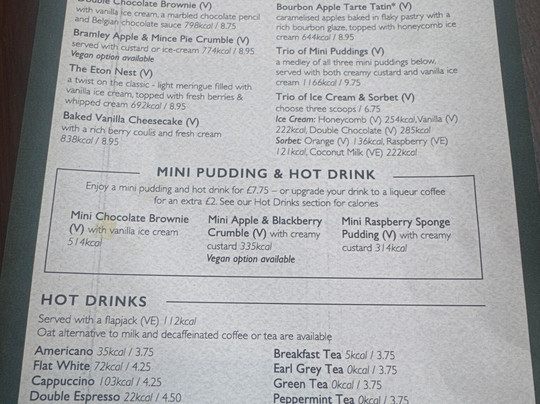 Double Chocolate Brownie (V)
with vanilla ice cream, a marbled chocolate pencil
and Belgian chocolate sauce 798kcal / 8.75
Bramley Apple & Mince Pie Crumble (V)
served with custard or ice-cream 774kcal / 8.95
Vegan option available
The Eton Nest (V)
a twist on the classic - light meringue filled with
vanilla ice cream, topped with fresh berries &
whipped cream 692kcal / 8.95
Baked Vanilla Cheesecake (V)
with a rich berry coulis and fresh cream
838kcal / 8.95
Bourbon Apple Tarte Tatin* (V)
caramelised apples baked in flaky pastry with a
rich bourbon glaze, topped with honeycomb ice
cream 644kcal / 8.95
Trio of Mini Puddings (V)
a medley of all three mini puddings below,
served with both creamy custard and vanilla ice
cream 1166kcal / 9.75
Trio of Ice Cream & Sorbet (V)
choose three scoops / 6.75
Ice Cream: Honeycomb (V) 254kcal, Vanilla (V)
222kcal, Double Chocolate (V) 285kcal
Sorbet: Orange (V) 136kcal, Raspberry (VE)
121kcal, Coconut Milk (VE) 222kcal
MINI PUDDING & HOT DRINK
Enjoy a mini pudding and hot drink for £7.75 – or upgrade your drink to a liqueur coffee
for an extra £2. See our Hot Drinks section for calories
Mini Chocolate Brownie
(V) with vanilla ice cream
514kcal
Mini Apple & Blackberry
Crumble (V) with creamy
custard 335kcal
Vegan option available
Mini Raspberry Sponge
Pudding (V) with creamy
custard 314kcal
HOT DRINKS
Served with a flapjack (VE) 112kcal
Oat alternative to milk and decaffeinated coffee or tea are available
Americano 35kcal / 3.75
Flat White 72kcal / 4.25
Cappuccino 103kcal / 4.25
Double Espresso 22kcal / 4.50
Breakfast Tea 5kcal / 3.75
Earl Grey Tea 0kcal / 3.75
Green Tea 0kcal / 3.75
Peppermint Tea 0kcal / 3.75